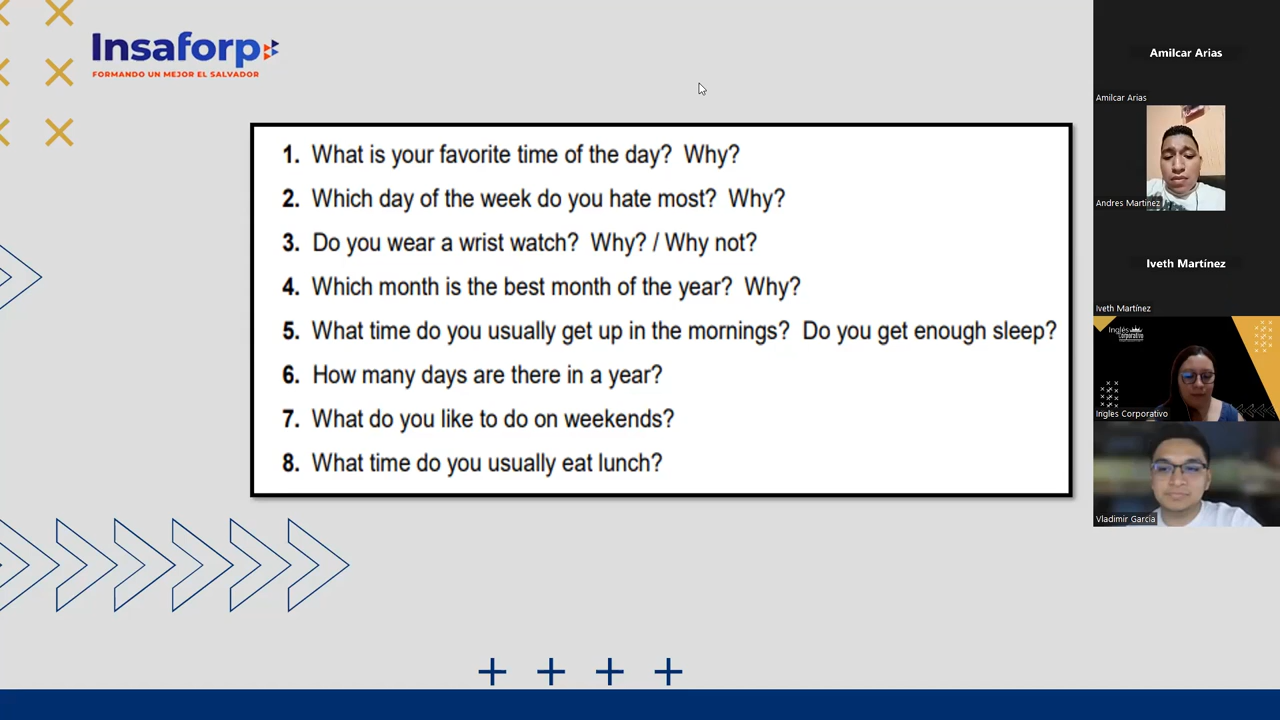 Insaforp
FORMANDO UN MEJOR EL SALVADOR
1. What is your favorite time of the day? Why?
2. Which day of the week do you hate most? Why?
3. Do you wear a wrist watch? Why? / Why not?
4. Which month is the best month of the year? Why?
5. What time do you usually get up in the mornings? Do you get enough sleep?
6. How many days are there in a year?
7. What do you like to do on weekends?
8. What time do you usually eat lunch?
Amilcar Arias
Amilcar Arias
Andres Martinez
Iveth Martínez
Iveth Martínez
Inglés
Corporativo
Ingles Corporativo
Vladimir Garcia